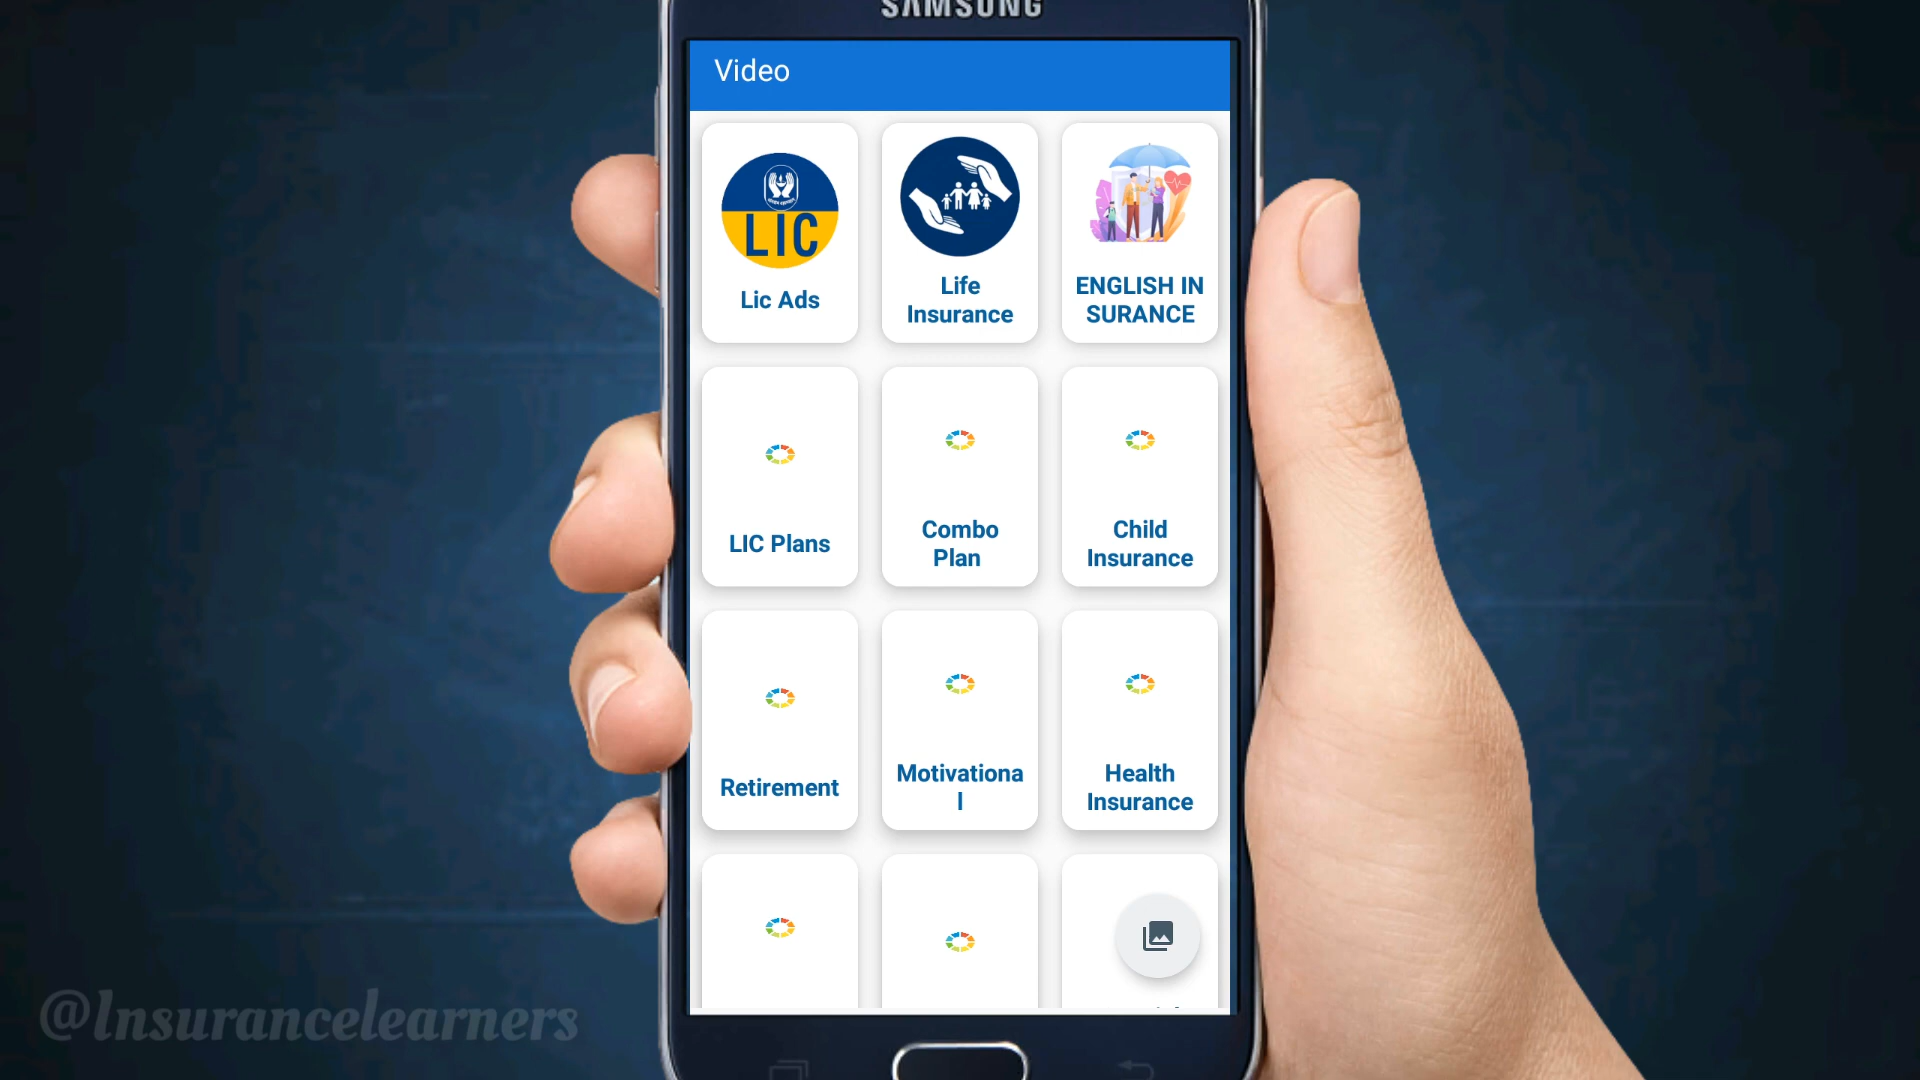 SAMSUNG
Video
LIC
Lic Ads
Life
Insurance
ENGLISH IN
SURANCE
LIC Plans
Combo
Plan
Child
Insurance
Retirement
Motivationa
l
Health
Insurance
@Insurancelearners